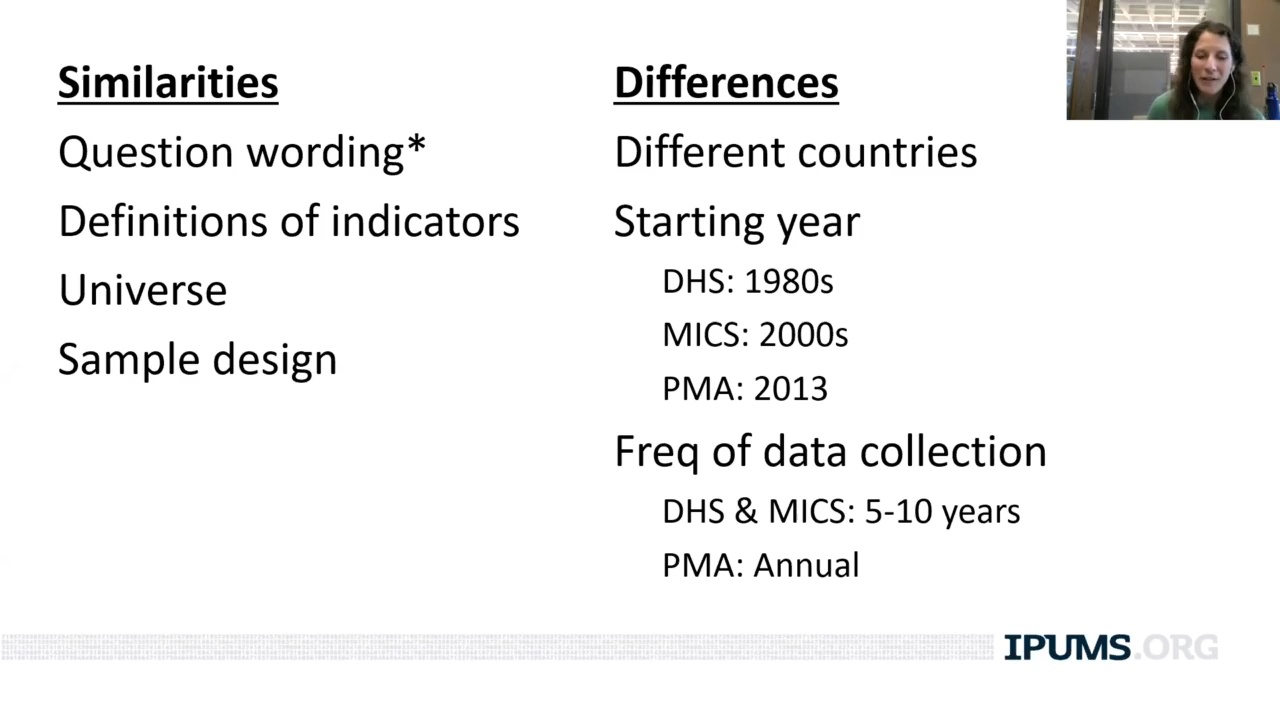 Similarities
Question wording*
Definitions of indicators
Universe
Sample design
Differences
Different countries
Starting year
DHS: 1980s
MICS: 2000s
PMA: 2013
Freq of data collection
DHS & MICS: 5-10 years
PMA: Annual
IPUMS.ORG